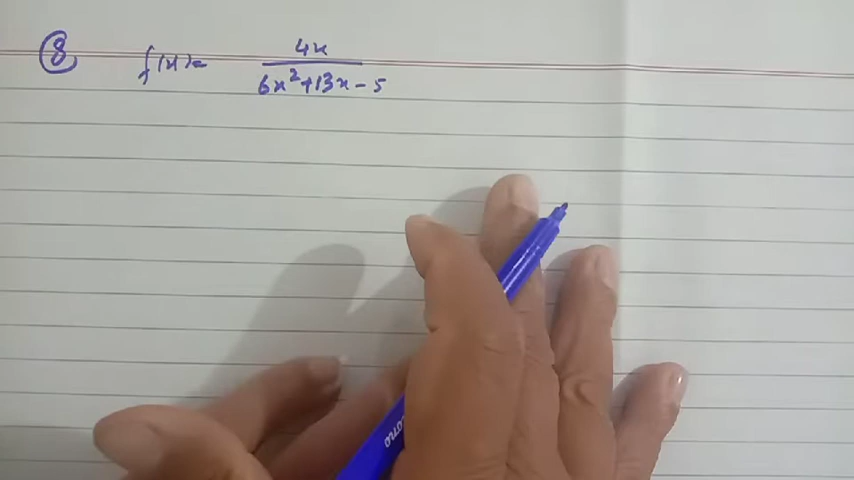 8 f(x)= 4x / 6x²+13x-5